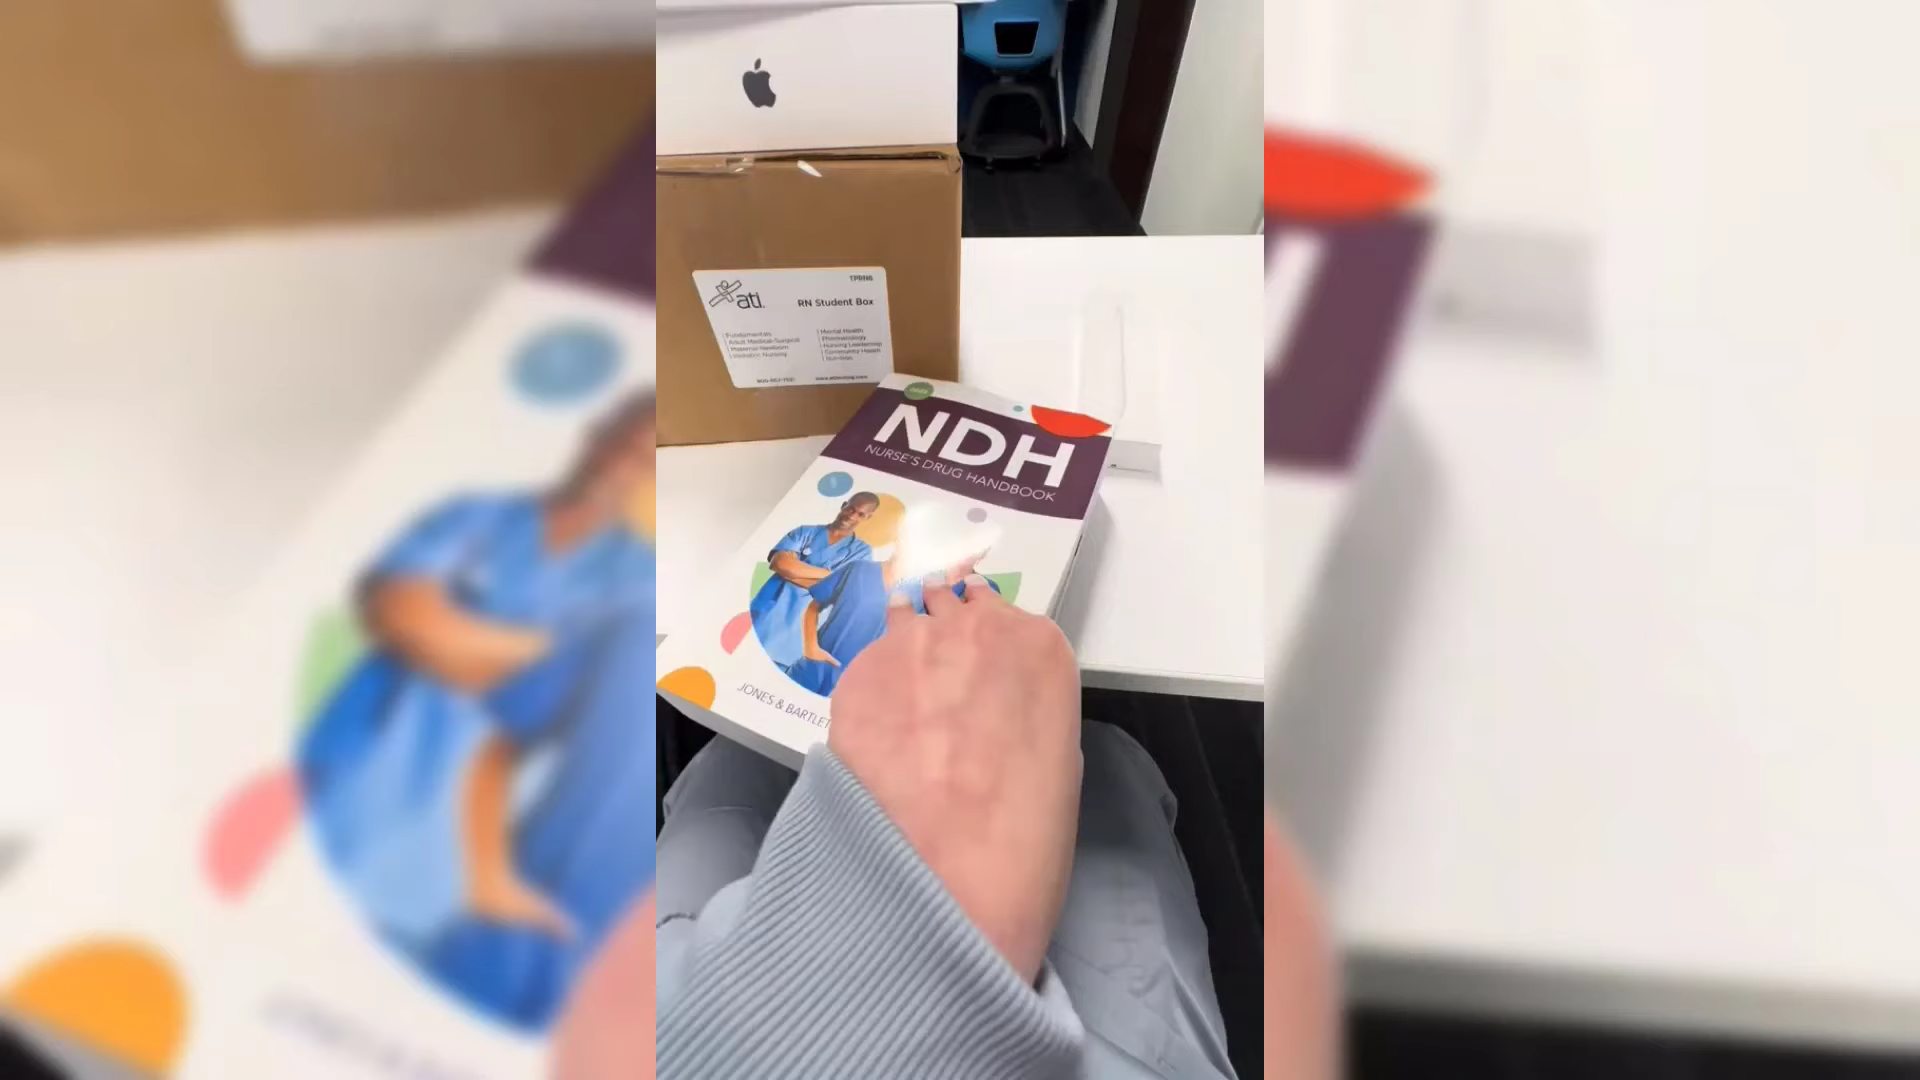 TPRN6
ati
RN Student Box
Fundamentals
Adult Medical-Surgical
Maternal Newborn
Pediatric Nursing
Mental Health
Pharmacology
Nursing Leadership
Community Health
Nutrition
NDH
NURSE'S DRUG HANDBOOK
JONES & BARTLET